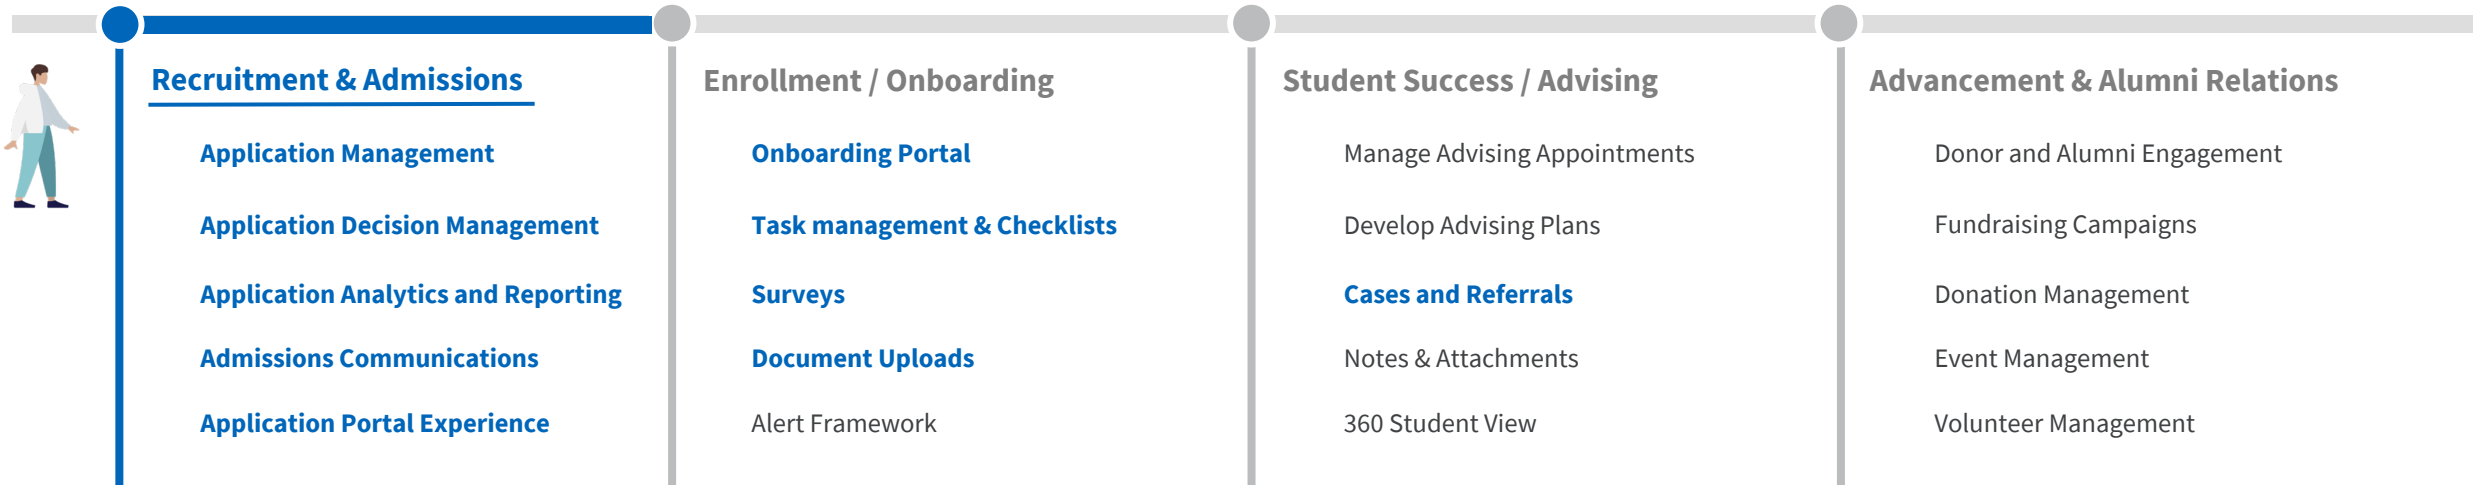 Recruitment & Admissions
Application Management
Application Decision Management
Application Analytics and Reporting
Admissions Communications
Application Portal Experience
Enrollment / Onboarding
Onboarding Portal
Task management & Checklists
Surveys
Document Uploads
Alert Framework
Student Success / Advising
Manage Advising Appointments
Develop Advising Plans
Cases and Referrals
Notes & Attachments
360 Student View
Advancement & Alumni Relations
Donor and Alumni Engagement
Fundraising Campaigns
Donation Management
Event Management
Volunteer Management